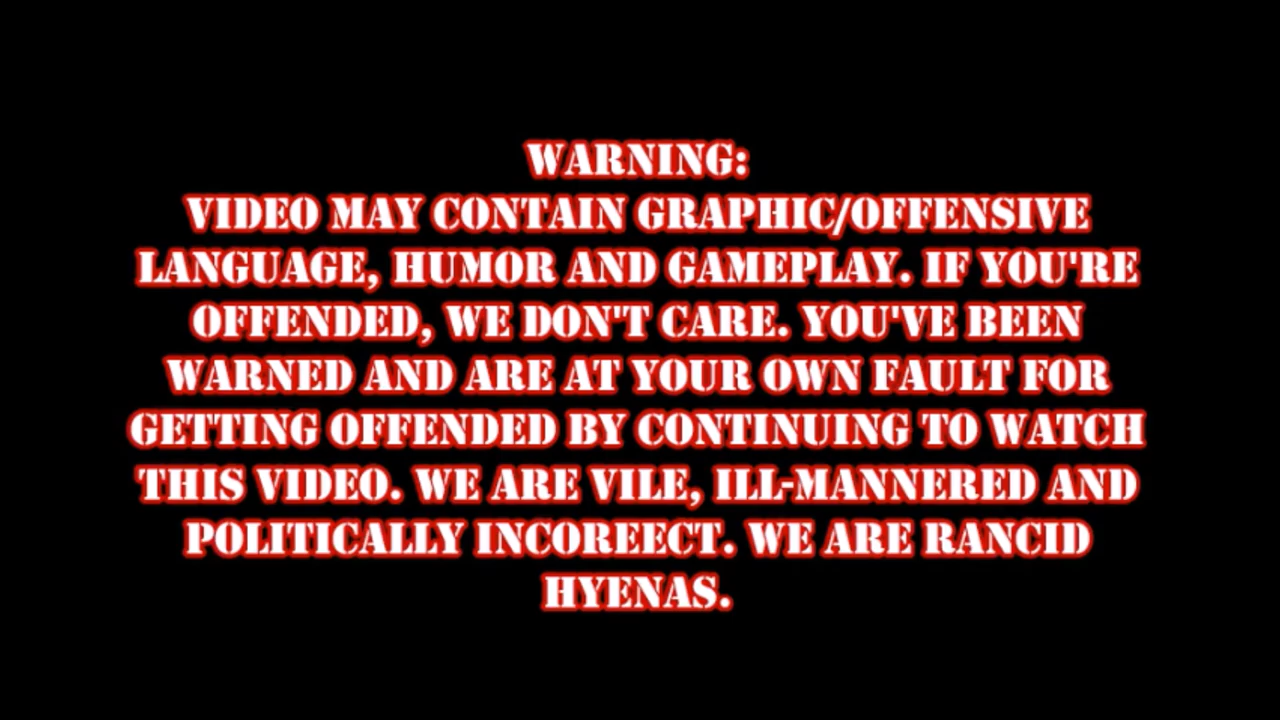 WARNING:
VIDEO MAY CONTAIN GRAPHIC/OFFENSIVE
LANGUAGE, HUMOR AND GAMEPLAY. IF YOU'RE
OFFENDED, WE DON'T CARE. YOU'VE BEEN
WARNED AND ARE AT YOUR OWN FAULT FOR
GETTING OFFENDED BY CONTINUING TO WATCH
THIS VIDEO. WE ARE VILE, ILL-MANNERED AND
POLITICALLY INCOREECT. WE ARE RANCID
HYENAS.